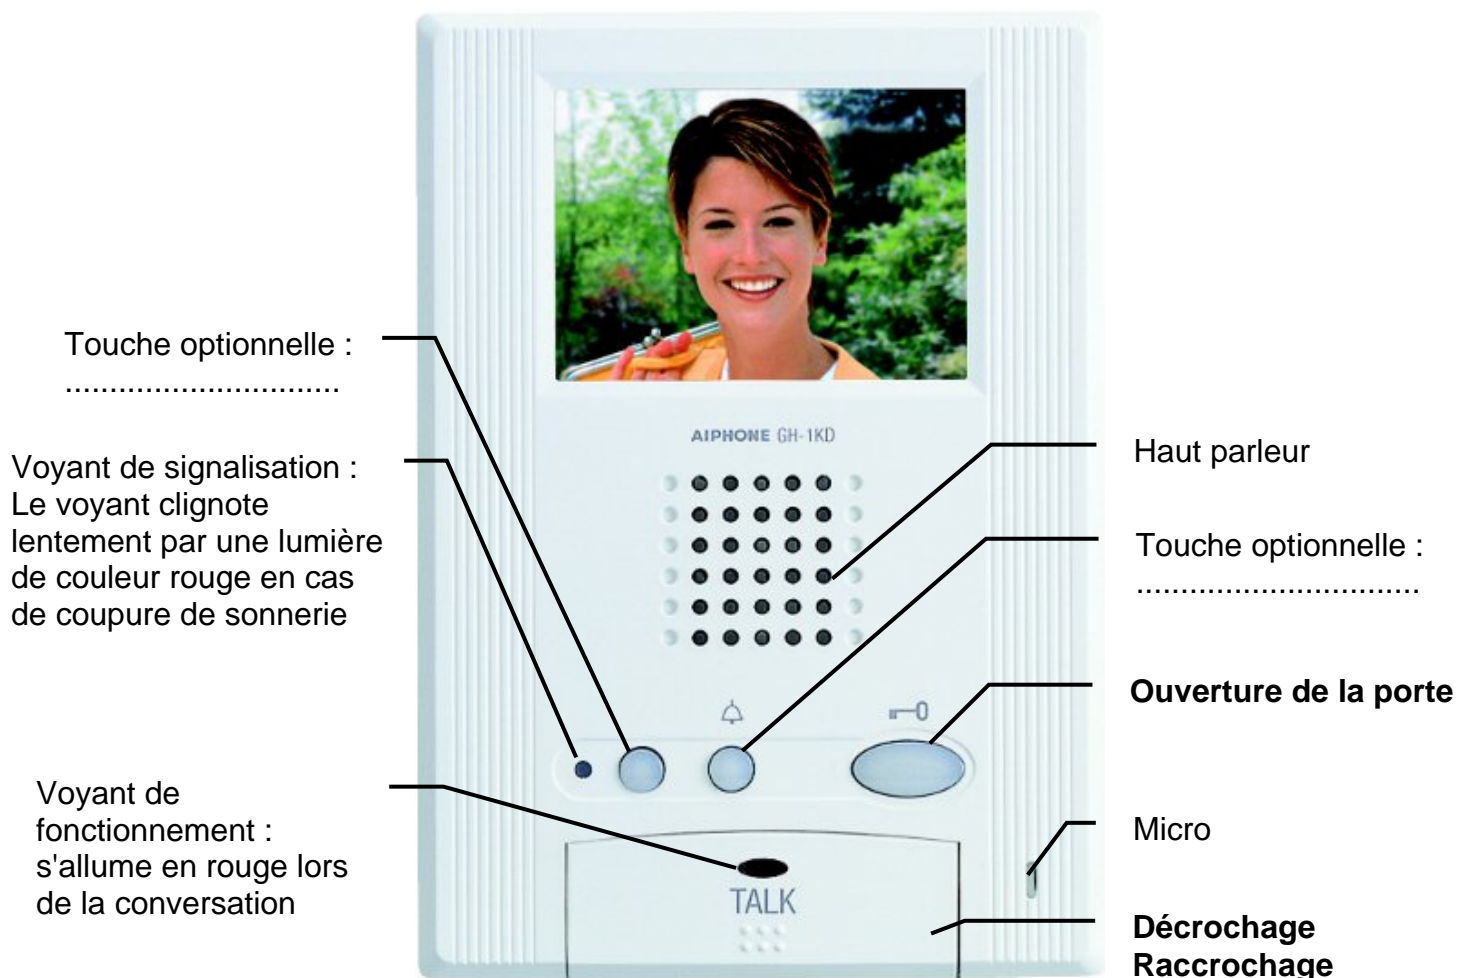 Touche optionnelle :
...............................
Voyant de signalisation :
Le voyant clignote
lentement par une lumière
de couleur rouge en cas
de coupure de sonnerie
Voyant de
fonctionnement :
s'allume en rouge lors
de la conversation
AIPHONE GH-1KD
TALK
Haut parleur
Touche optionnelle :
................................
Ouverture de la porte
Micro
Décrochage
Raccrochage